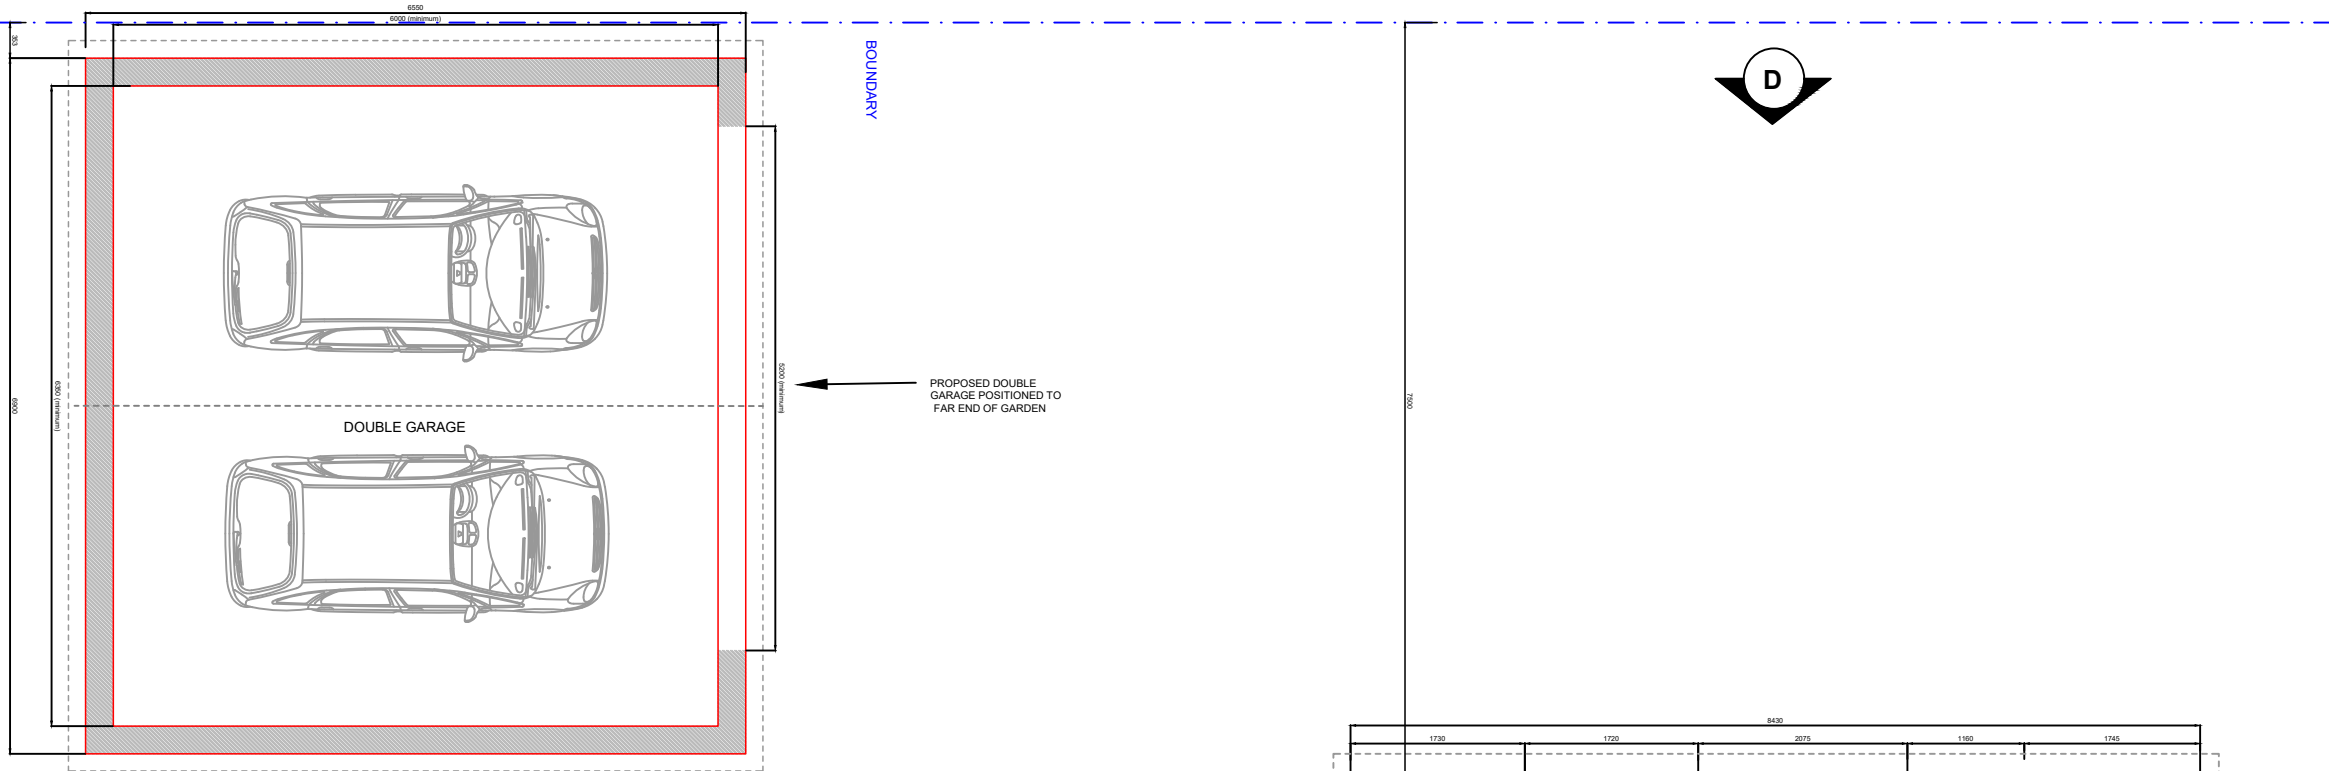 6550
6000 (minimum)
353
BOUNDARY
D
6900
6350 (minimum)
5200 (minimum)
PROPOSED DOUBLE
GARAGE POSITIONED TO
FAR END OF GARDEN
7500
DOUBLE GARAGE
8430
1730
1720
2075
1160
1745